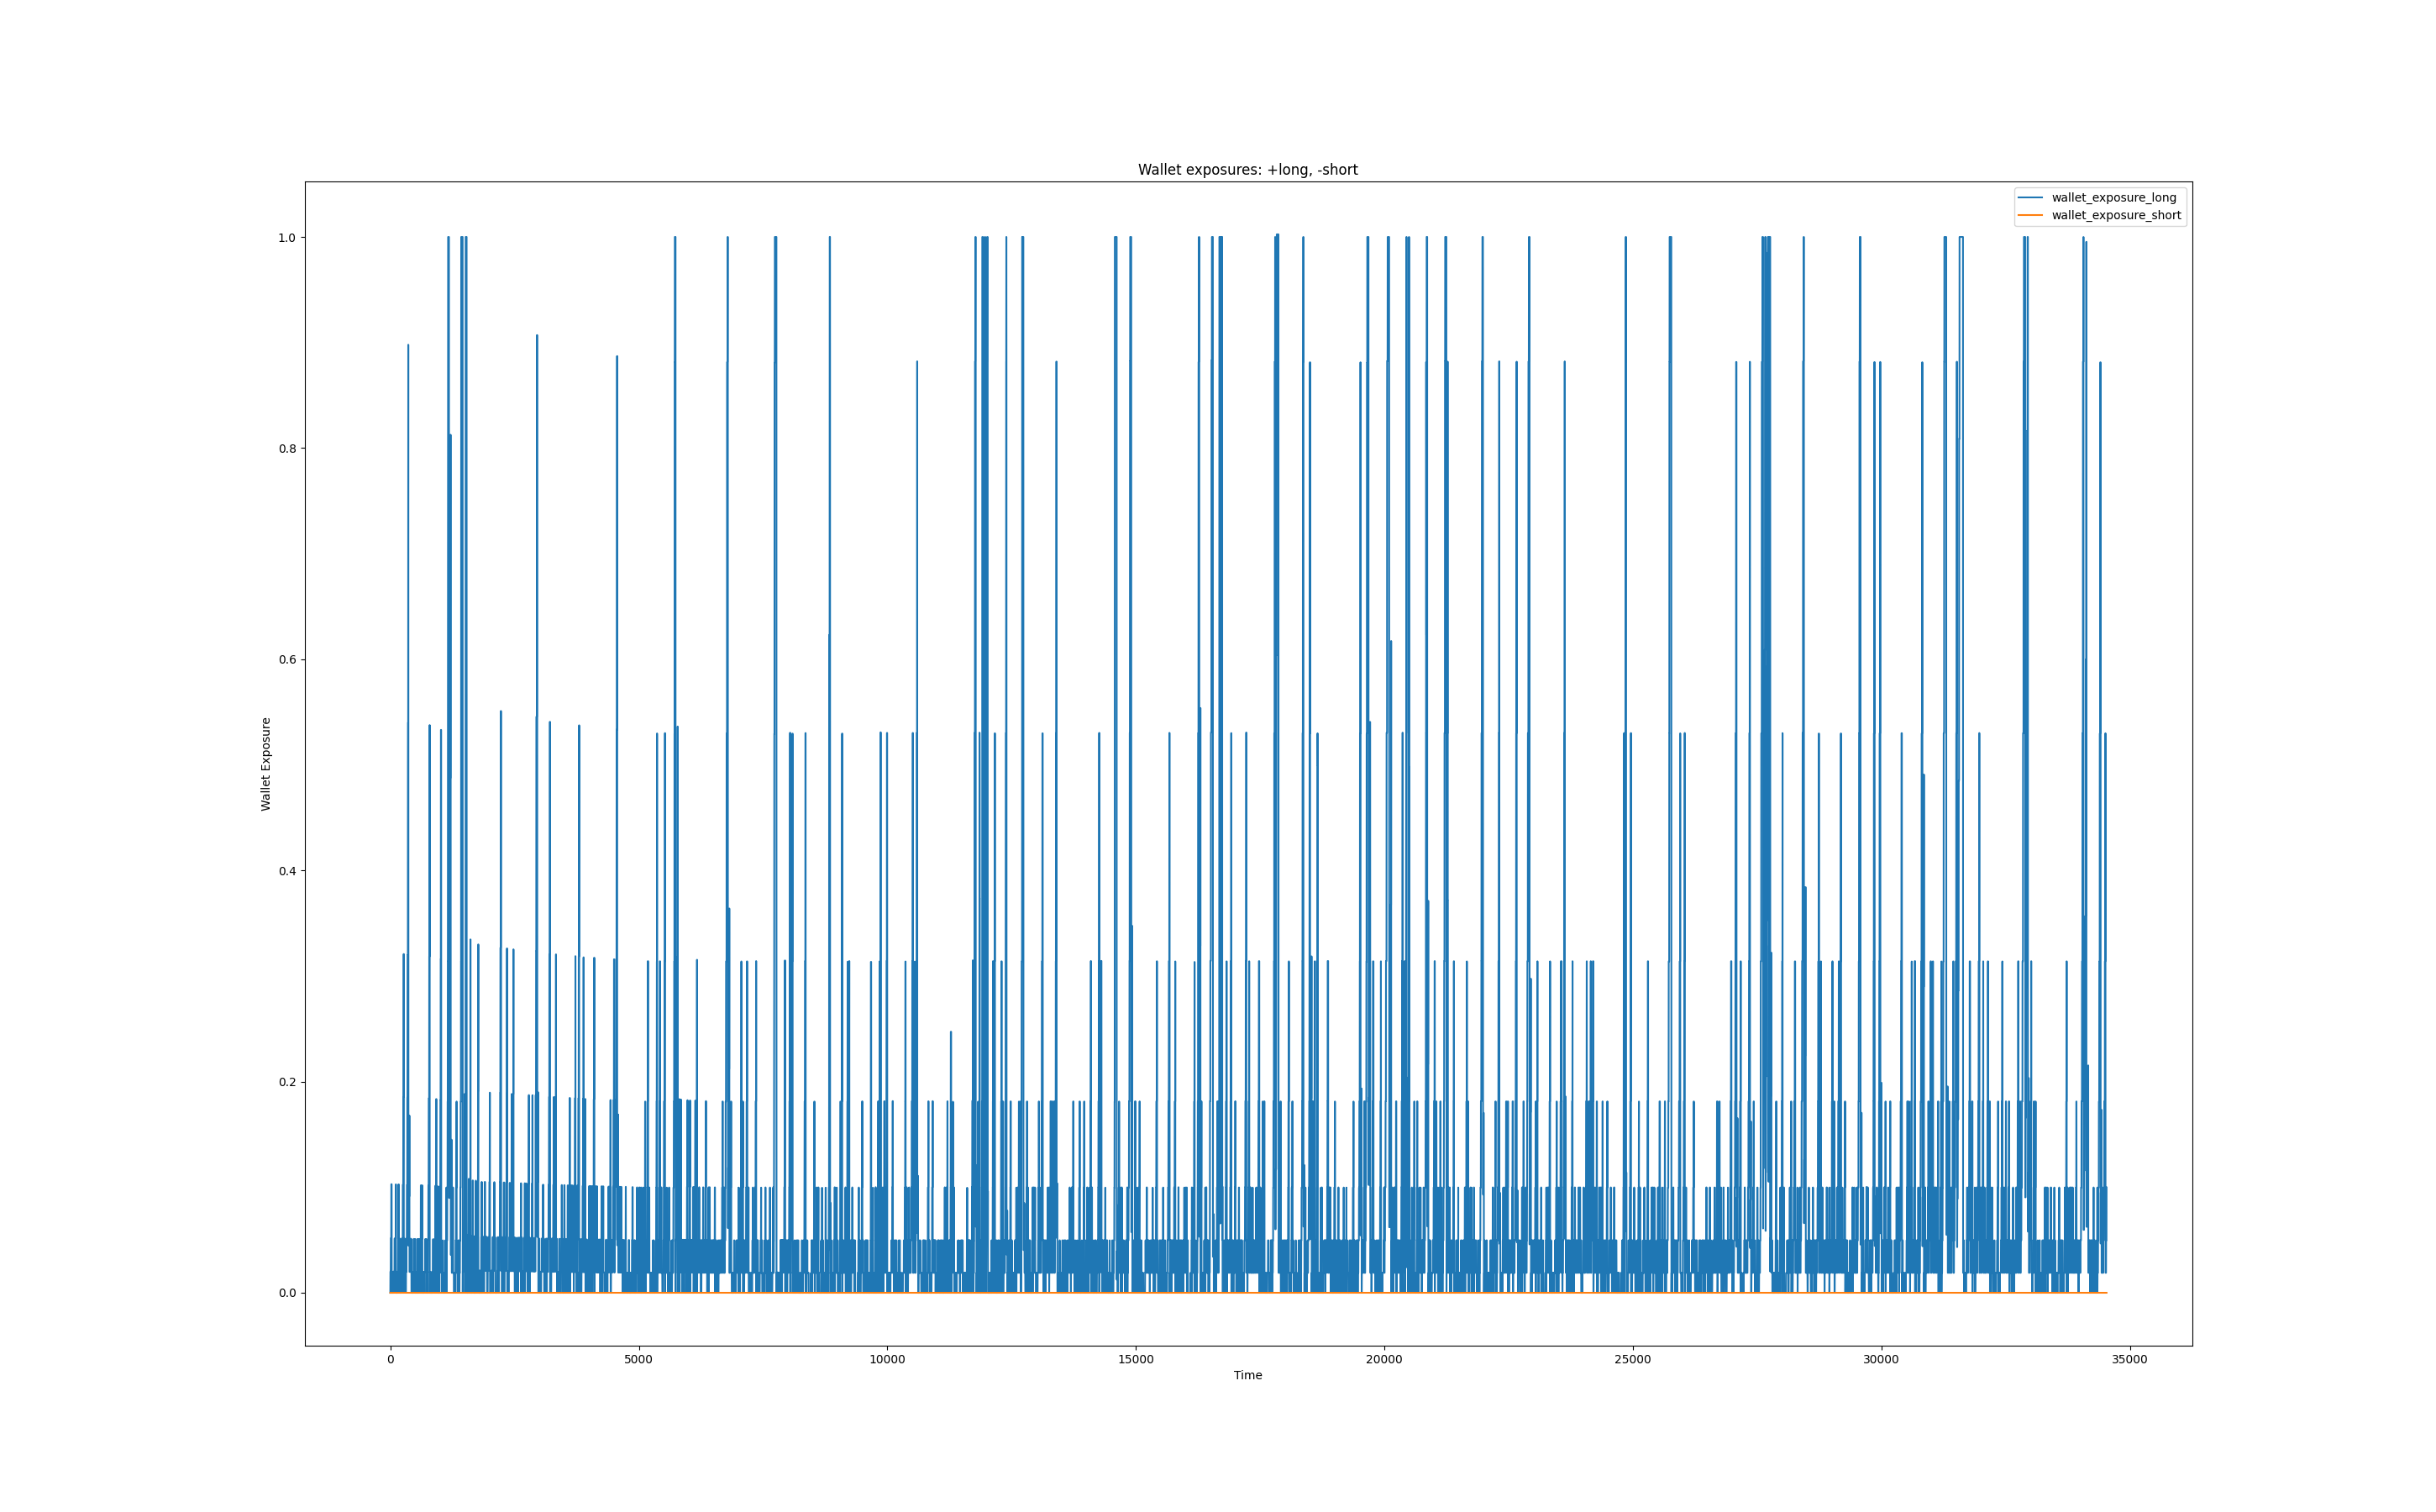 Wallet exposures: +long, -short
wallet_exposure_long
wallet_exposure_short
1.0
0.8
0.6
0.4
0.2
0.0
Wallet Exposure
0 5000 10000 15000 20000 25000 30000 35000
Time